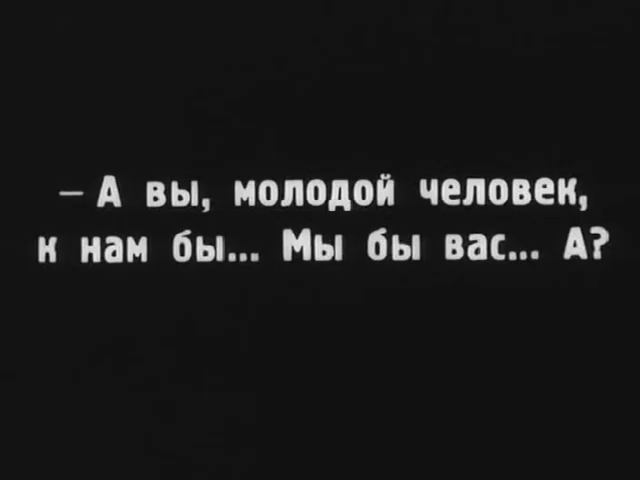 – А вы, молодой человек,
к нам бы... Мы бы вас... А?